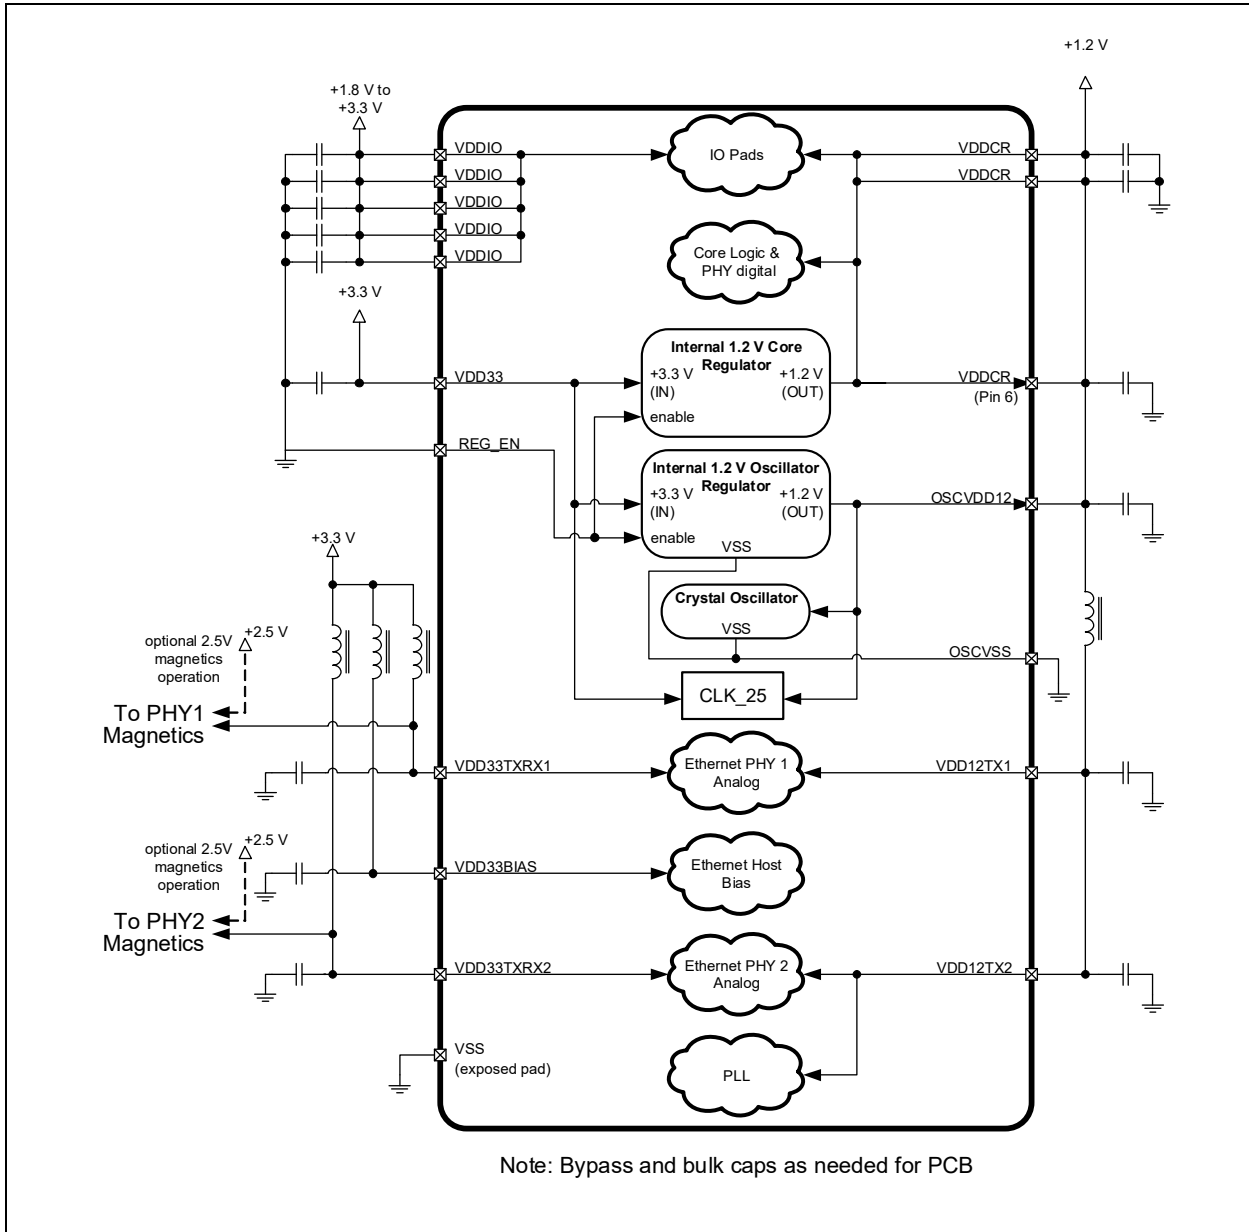 +1.2 V
+1.8 V to
+3.3 V
VDDIO
IO Pads
VDDCR
VDDIO
VDDCR
VDDIO
VDDIO
VDDIO
Core Logic &
PHY digital
+3.3 V
Internal 1.2 V Core
Regulator
VDD33
+3.3 V
(IN)
+1.2 V
(OUT)
enable
VDDCR
(Pin 6)
REG_EN
Internal 1.2 V Oscillator
Regulator
+3.3 V
(IN)
+1.2 V
(OUT)
enable
VSS
OSCVDD12
+3.3 V
Crystal Oscillator
VSS
optional 2.5V
magnetics
operation
+2.5 V
OSCVSS
CLK_25
To PHY1
Magnetics
VDD33TXRX1
Ethernet PHY 1
Analog
VDD12TX1
optional 2.5V
magnetics
operation
+2.5 V
VDD33BIAS
Ethernet Host
Bias
To PHY2
Magnetics
VDD33TXRX2
Ethernet PHY 2
Analog
VDD12TX2
VSS
(exposed pad)
PLL
Note: Bypass and bulk caps as needed for PCB